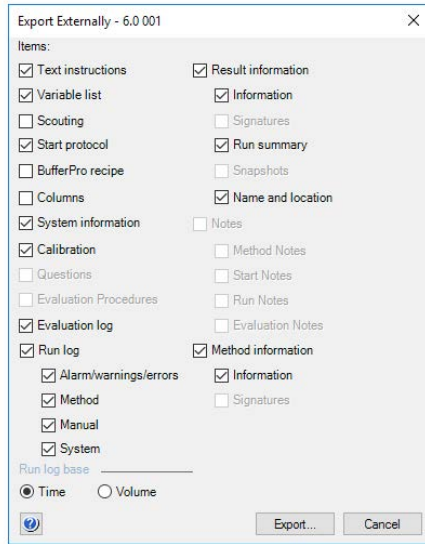 Export Externally - 6.0 001
Items:
Text instructions
Variable list
Scouting
Start protocol
BufferPro recipe
Columns
System information
Calibration
Questions
Evaluation Procedures
Evaluation log
Run log
Alarm/warnings/errors
Method
Manual
System
Result information
Information
Signatures
Run summary
Snapshots
Name and location
Notes
Method Notes
Start Notes
Run Notes
Evaluation Notes
Method information
Information
Signatures
Run log base
Time Volume
Export... Cancel